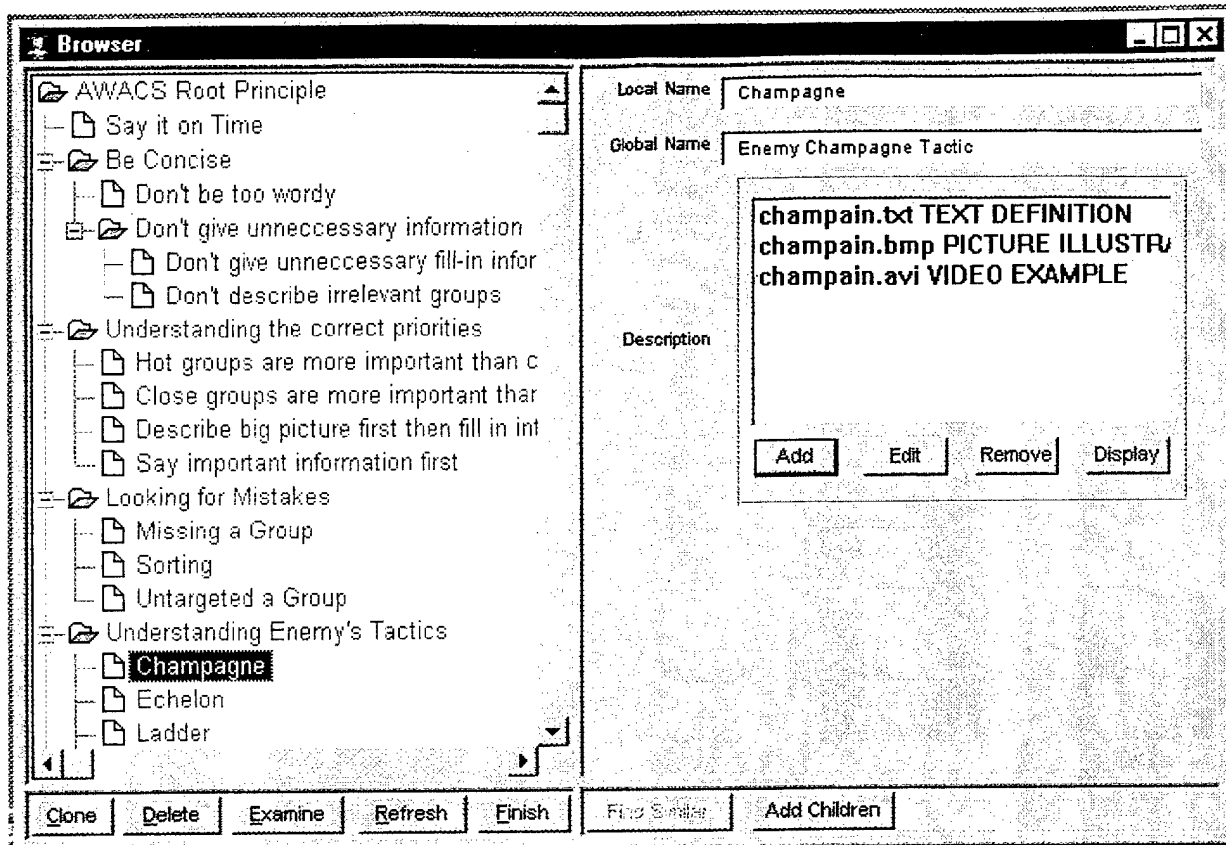 Browser
AWACS Root Principle
Say it on Time
Be Concise
Don't be too wordy
Don't give unneccessary information
Don't give unneccessary fill-in infor
Don't describe irrelevant groups
Understanding the correct priorities
Hot groups are more important than c
Close groups are more important thar
Describe big picture first then fill in int
Say important information first
Looking for Mistakes
Missing a Group
Sorting
Untargeted a Group
Understanding Enemy's Tactics
Champagne
Echelon
Ladder
Clone Delete Examine Refresh Finish
Local Name Champagne
Global Name Enemy Champagne Tactic
Description
champain.txt TEXT DEFINITION
champain.bmp PICTURE ILLUSTRA
champain.avi VIDEO EXAMPLE
Add Edit Remove Display
Find Similar Add Children